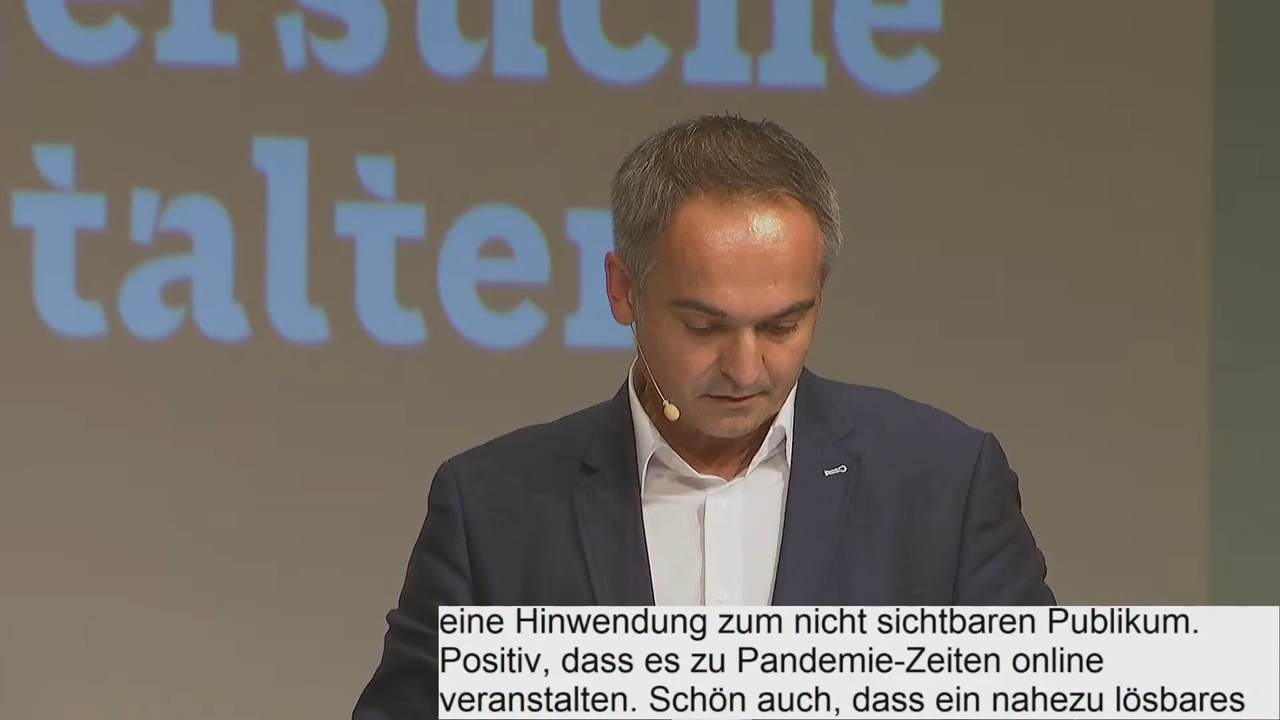 talten
eine Hinwendung zum nicht sichtbaren Publikum.
Positiv, dass es zu Pandemie-Zeiten online
veranstalten. Schön auch, dass ein nahezu lösbares